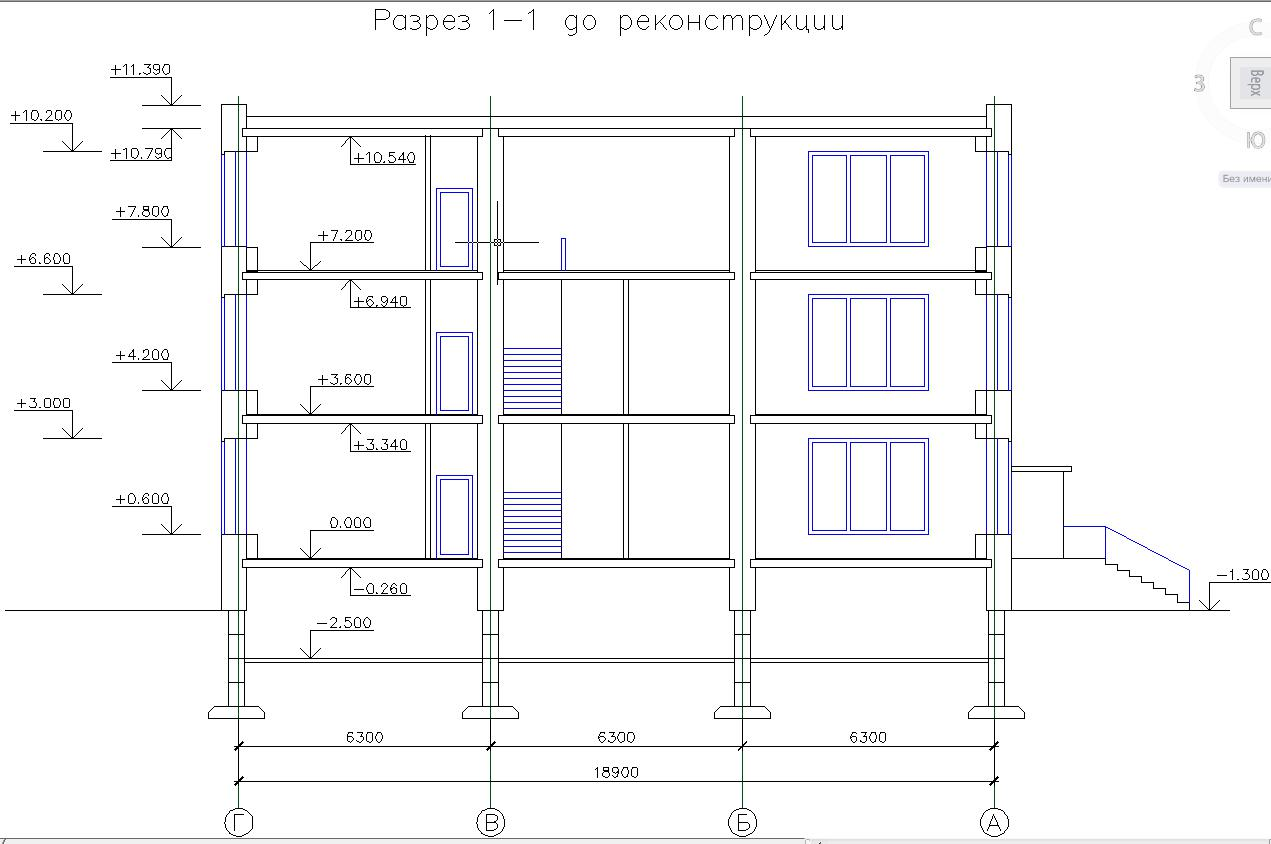 Разрез 1-1 до реконструкции
С
З
Верх
Ю
Без имени
+11.390
+10.200
+10.790
+10.540
+7.800
+7.200
+6.600
+6.940
+4.200
+3.600
+3.000
+3.340
+0.600
0.000
-0.260
-1.300
-2.500
6300
6300
6300
18900
Г
В
Б
А